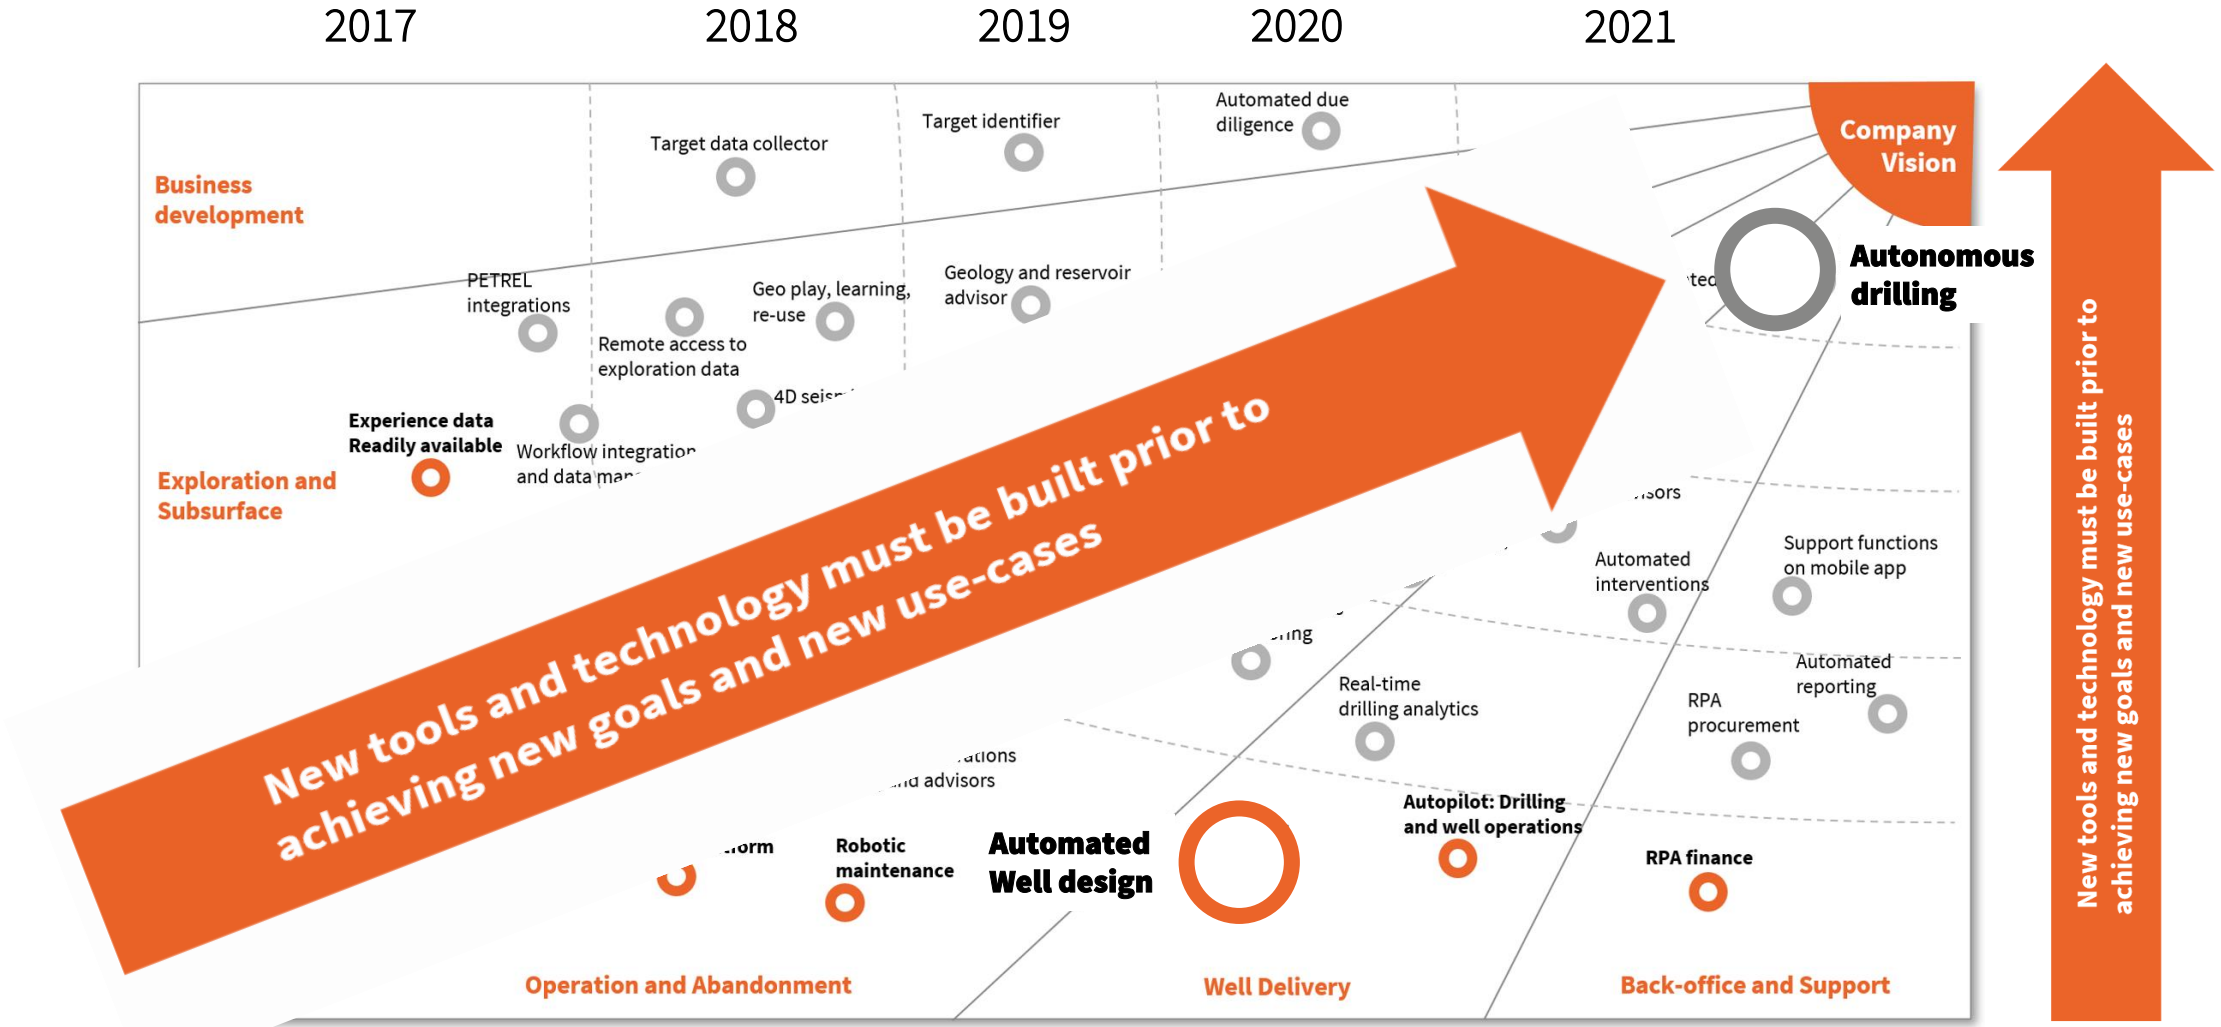 2017
2018
2019
2020
2021
Company
Vision
Business
development
Target data collector
Target identifier
Automated due
diligence
PETREL
integrations
Remote access to
exploration data
Geo play, learning,
re-use
Geology and reservoir
advisor
4D
Experience data
Readily available
Workflow integration
and data
Exploration and
Subsurface
Autonomous
drilling
New tools and technology must be built prior to
achieving new goals and new use-cases
Automated
interventions
Support functions
on mobile app
Real-time
drilling analytics
RPA
procurement
Automated
reporting
and advisors
Robotic
maintenance
Automated
Well design
Autopilot: Drilling
and well operations
RPA finance
Operation and Abandonment
Well Delivery
Back-office and Support
New tools and technology must be built prior to
achieving new goals and new use-cases